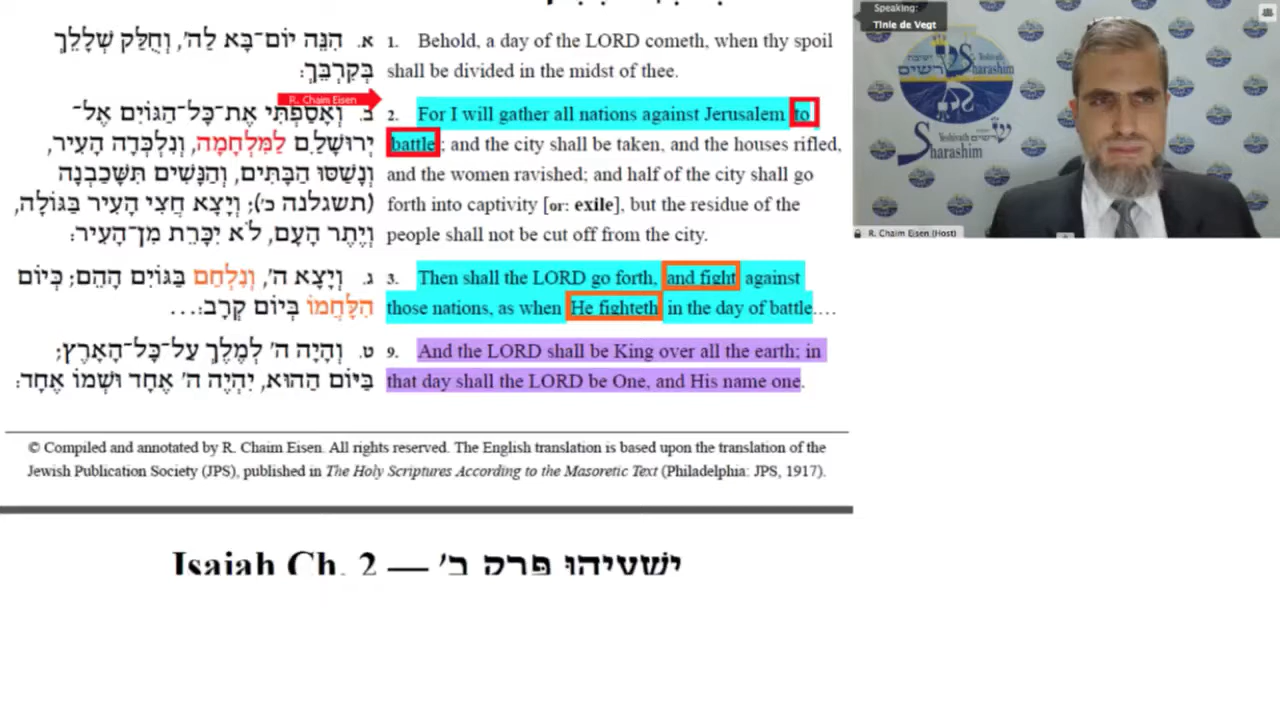 Speaking:
Tinie de Vegt
א. הִנֵּה יוֹם־בָּא לַה', וְחֻלַּק שְׁלָלֵךְ
בְּקִרְבֵּךְ:
1. Behold, a day of the LORD cometh, when thy spoil
shall be divided in the midst of thee.
R. Chaim Eisen
ב. וְאָסַפְתִּי אֶת־כָּל־הַגּוֹיִם אֶל־
יְרוּשָׁלִַם לַמִּלְחָמָה, וְנִלְכְּדָה הָעִיר,
וְנָשַׁסּוּ הַבָּתִּים, וְהַנָּשִׁים תִּשָּׁכַבְנָה
(תשגלנה כ'); וְיָצָא חֲצִי הָעִיר בַּגּוֹלָה,
וְיֶתֶר הָעָם, לֹא יִכָּרֵת מִן־הָעִיר:
2. For I will gather all nations against Jerusalem to
battle; and the city shall be taken, and the houses rifled,
and the women ravished; and half of the city shall go
forth into captivity [or: exile], but the residue of the
people shall not be cut off from the city.
ג. וְיָצָא ה', וְנִלְחַם בַּגּוֹיִם הָהֵם; כְּיוֹם
הִלָּחֲמוֹ בְּיוֹם קְרָב:…
3. Then shall the LORD go forth, and fight against
those nations, as when He fighteth in the day of battle….
ט. וְהָיָה ה' לְמֶלֶךְ עַל־כָּל־הָאָרֶץ;
בַּיּוֹם הַהוּא, יִהְיֶה ה' אֶחָד וּשְׁמוֹ אֶחָד:
9. And the LORD shall be King over all the earth; in
that day shall the LORD be One, and His name one.
© Compiled and annotated by R. Chaim Eisen. All rights reserved. The English translation is based upon the translation of the
Jewish Publication Society (JPS), published in The Holy Scriptures According to the Masoretic Text (Philadelphia: JPS, 1917).
Isaiah Ch. 2 — יְשַׁעְיָהוּ פֶּרֶק ב'
ישיבת
שרשים
Yeshivath
Sharashim
R. Chaim Eisen (Host)